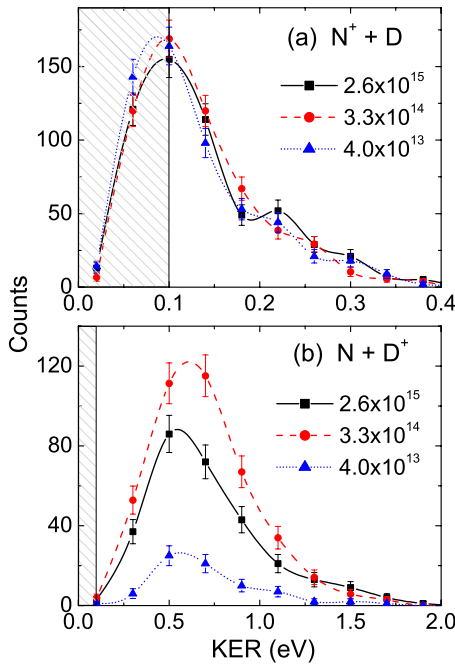 (a) N⁺ + D
2.6x10¹⁵
3.3x10¹⁴
4.0x10¹³
150
100
50
0
0.1
0.2
0.3
0.4
Counts
(b) N + D⁺
2.6x10¹⁵
3.3x10¹⁴
4.0x10¹³
120
80
40
0
0.0
0.5
1.0
1.5
2.0
KER (eV)